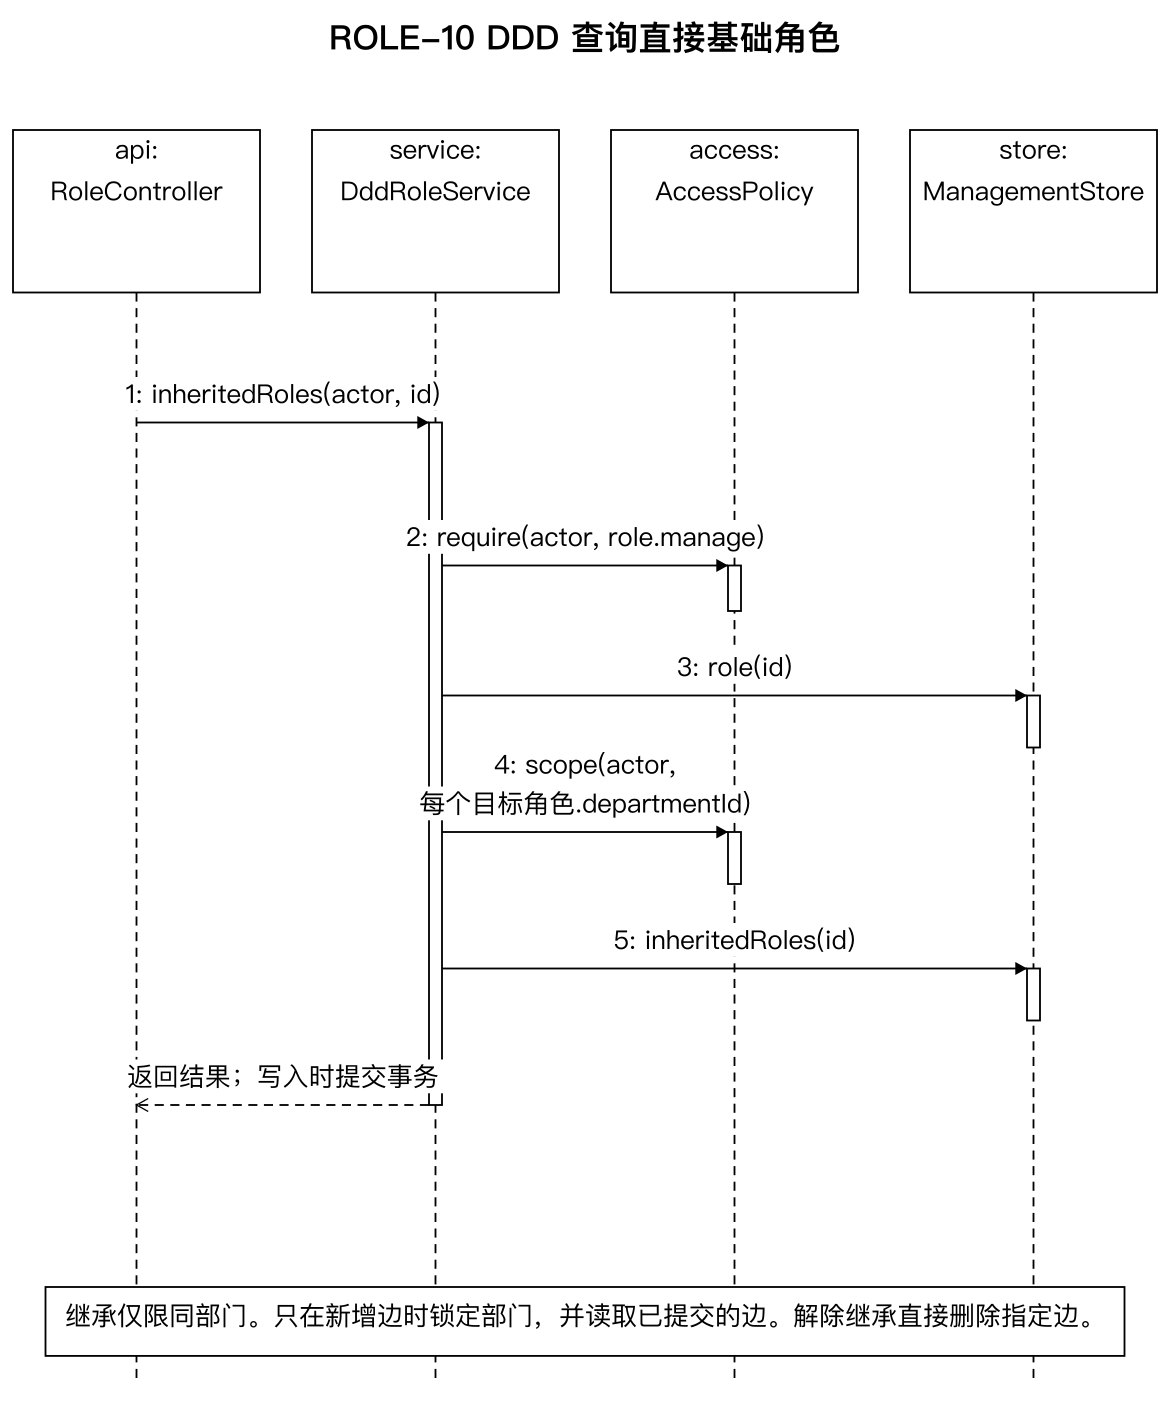 ROLE-10 DDD 查询直接基础角色
api:
RoleController
service:
DddRoleService
access:
AccessPolicy
store:
ManagementStore
1: inheritedRoles(actor, id)
2: require(actor, role.manage)
3: role(id)
4: scope(actor,
每个目标角色.departmentId)
5: inheritedRoles(id)
返回结果；写入时提交事务
继承仅限同部门。只在新增边时锁定部门，并读取已提交的边。解除继承直接删除指定边。